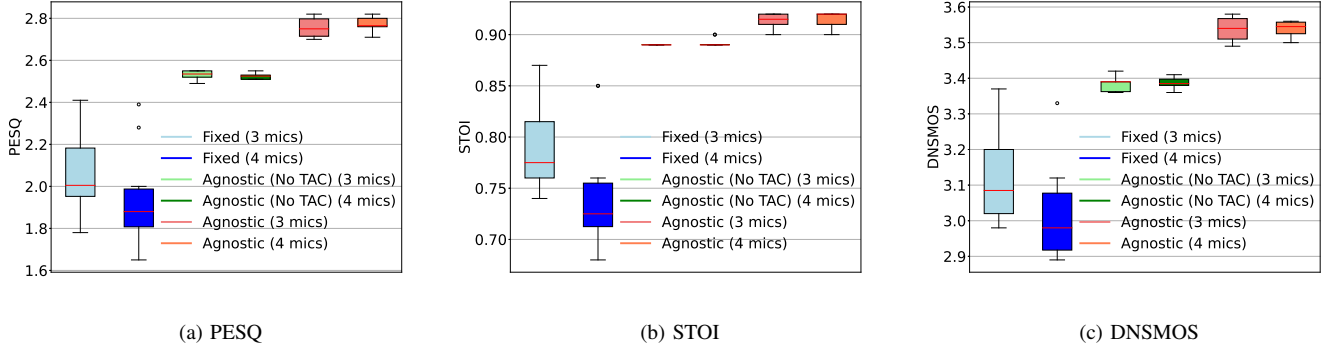 2.8
2.6
2.4
2.2
2.0
1.8
1.6
PESQ
Fixed (3 mics)
Fixed (4 mics)
Agnostic (No TAC) (3 mics)
Agnostic (No TAC) (4 mics)
Agnostic (3 mics)
Agnostic (4 mics)
(a) PESQ
0.90
0.85
0.80
0.75
0.70
STOI
Fixed (3 mics)
Fixed (4 mics)
Agnostic (No TAC) (3 mics)
Agnostic (No TAC) (4 mics)
Agnostic (3 mics)
Agnostic (4 mics)
(b) STOI
3.6
3.5
3.4
3.3
3.2
3.1
3.0
2.9
DNSMOS
Fixed (3 mics)
Fixed (4 mics)
Agnostic (No TAC) (3 mics)
Agnostic (No TAC) (4 mics)
Agnostic (3 mics)
Agnostic (4 mics)
(c) DNSMOS